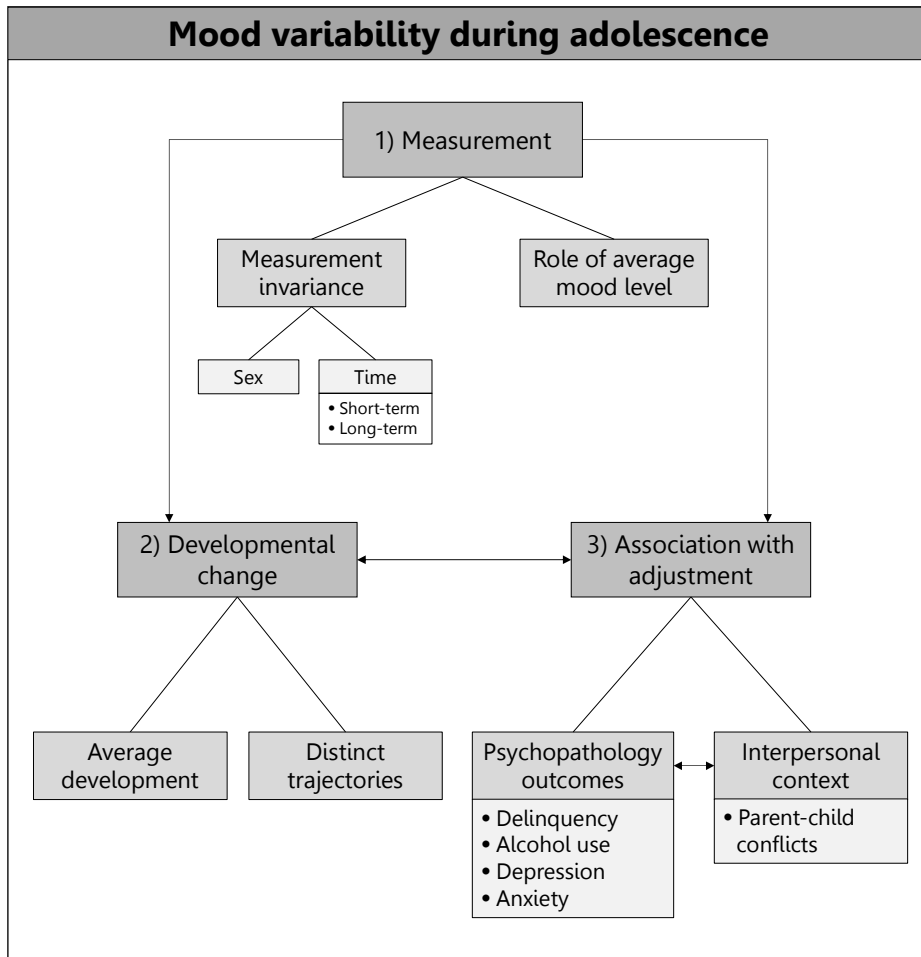 Mood variability during adolescence
1) Measurement
Measurement
invariance
Role of average
mood level
Sex
Time
• Short-term
• Long-term
2) Developmental
change
3) Association with
adjustment
Average
development
Distinct
trajectories
Psychopathology
outcomes
• Delinquency
• Alcohol use
• Depression
• Anxiety
Interpersonal
context
• Parent-child
conflicts